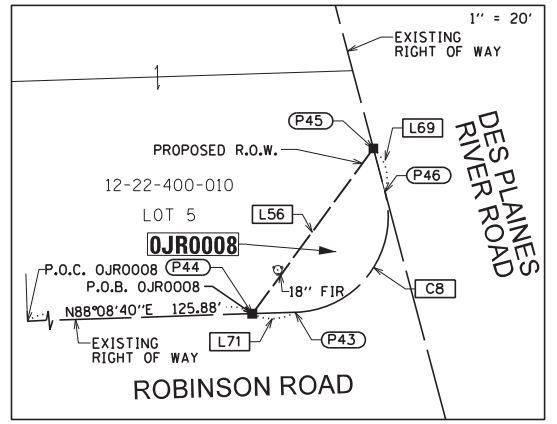 1" = 20'
EXISTING
RIGHT OF WAY
P45
L69
PROPOSED R.O.W.
DES PLAINES
RIVER ROAD
P46
12-22-400-010
LOT 5
L56
0JR0008
P.O.C. 0JR0008
P44
P.O.B. 0JR0008
18" FIR
C8
N88°08'40"E 125.88'
EXISTING
RIGHT OF WAY
L71
P43
ROBINSON ROAD